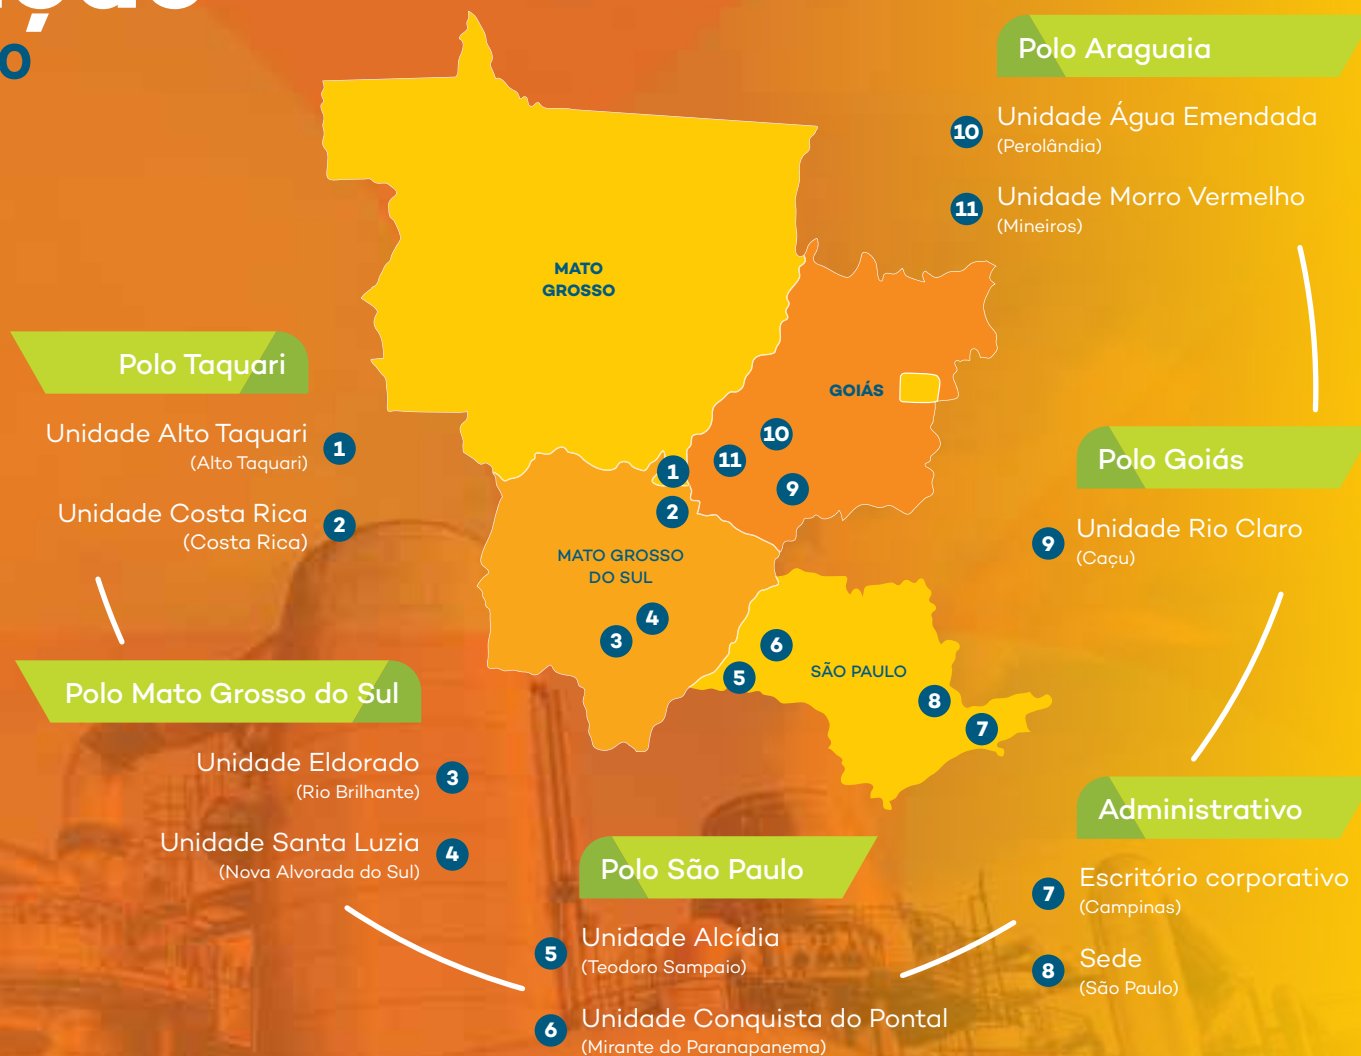 Polo Araguaia
10
Unidade Água Emendada
(Perolândia)
11
Unidade Morro Vermelho
(Mineiros)
MATO
GROSSO
GOIÁS
10
11
9
1
2
MATO GROSSO
DO SUL
4
3
6
5
SÃO PAULO
8
7
Polo Taquari
Unidade Alto Taquari
(Alto Taquari)
1
Unidade Costa Rica
(Costa Rica)
2
Polo Mato Grosso do Sul
Unidade Eldorado
(Rio Brilhante)
3
Unidade Santa Luzia
(Nova Alvorada do Sul)
4
Polo São Paulo
5
Unidade Alcídia
(Teodoro Sampaio)
6
Unidade Conquista do Pontal
(Mirante do Paranapanema)
Polo Goiás
9
Unidade Rio Claro
(Caçu)
Administrativo
7
Escritório corporativo
(Campinas)
8
Sede
(São Paulo)